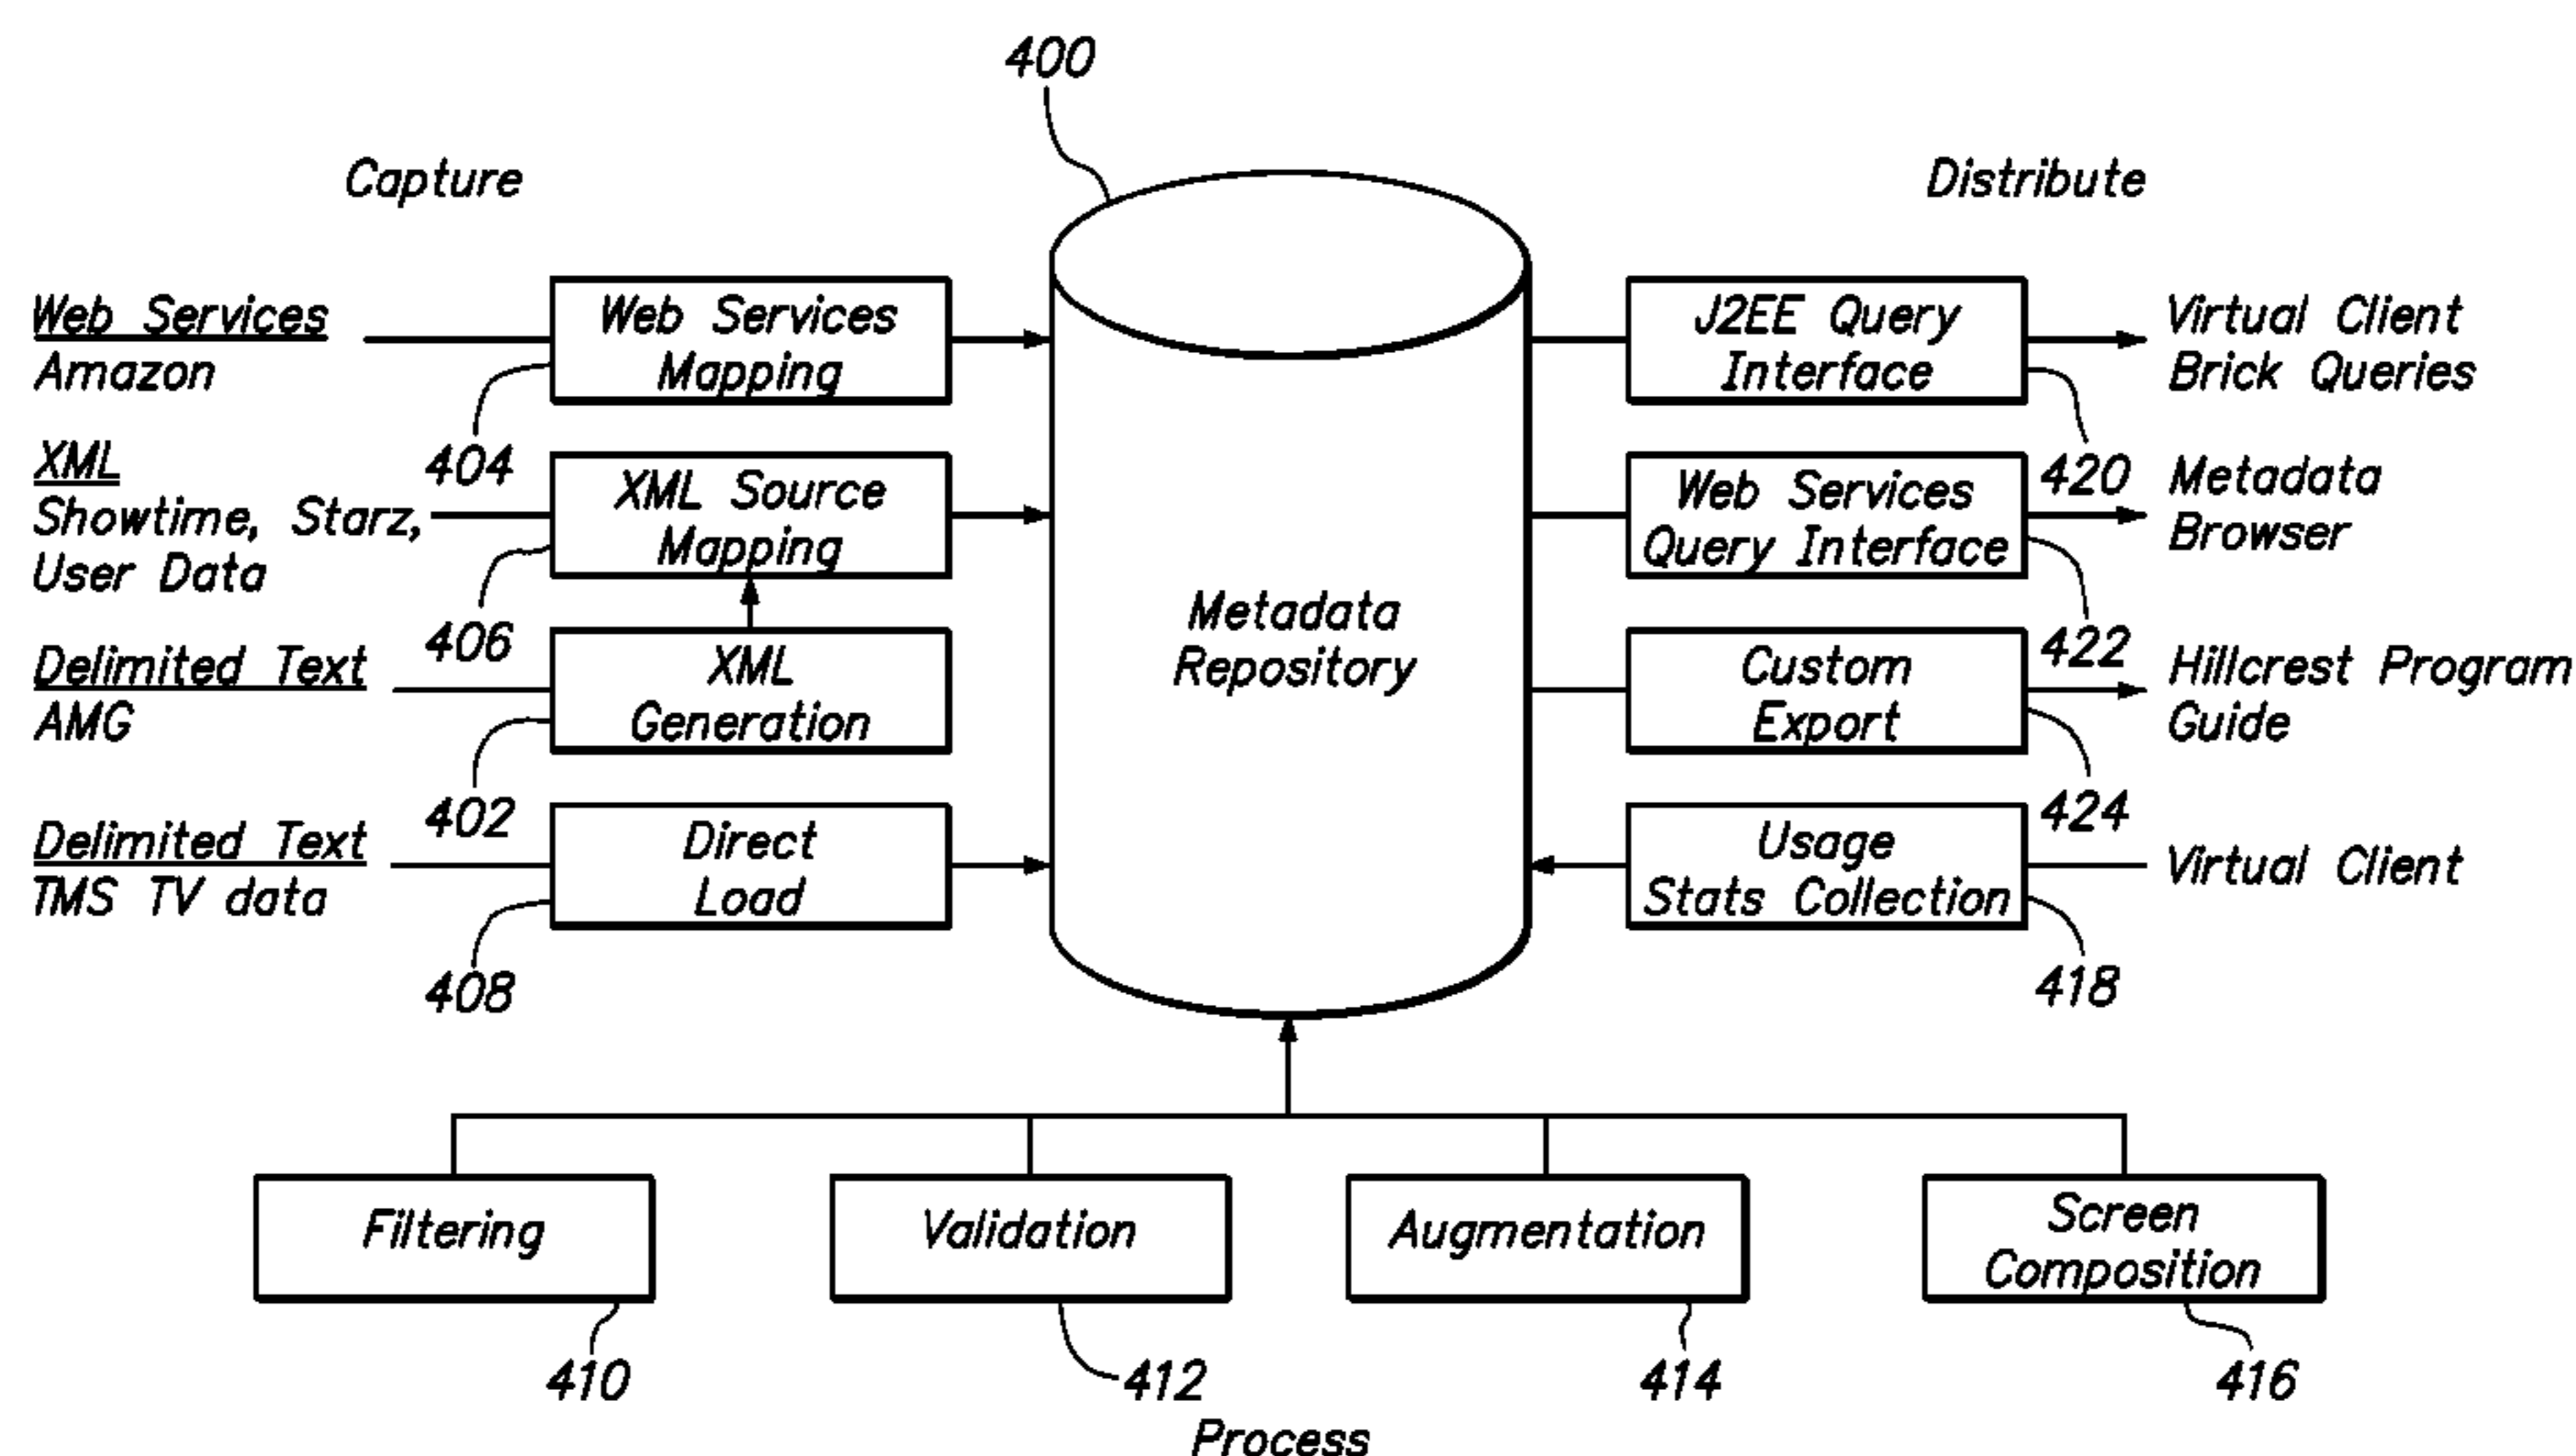 400
Capture
Distribute
Web Services
Amazon
Web Services
Mapping
J2EE Query
Interface
Virtual Client
Brick Queries
404
420
XML
Showtime, Starz,
User Data
XML Source
Mapping
Web Services
Query Interface
Metadata
Browser
406
422
Metadata
Repository
Delimited Text
AMG
XML
Generation
Custom
Export
Hillcrest Program
Guide
402
424
Delimited Text
TMS TV data
Direct
Load
Usage
Stats Collection
Virtual Client
408
418
Filtering
Validation
Augmentation
Screen
Composition
410
412
414
416
Process